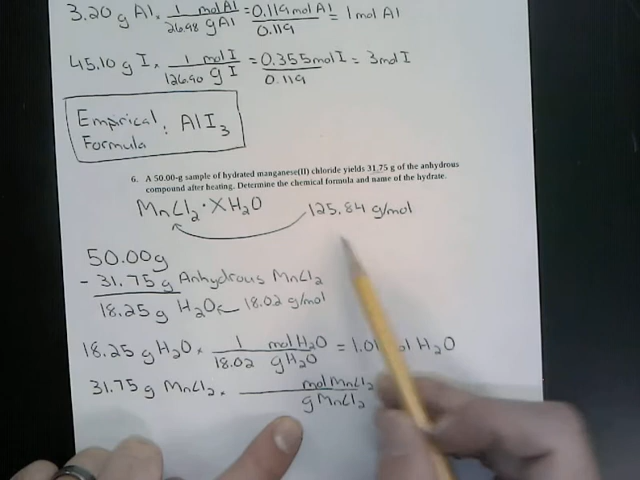 3.20 g Al × 1 mol Al / 26.98 g Al = 0.119 mol Al / 0.119 = 1 mol Al
45.10 g I × 1 mol I / 126.90 g I = 0.355 mol I / 0.119 = 3 mol I
Empirical Formula: AlI3
6. A 50.00-g sample of hydrated manganese(II) chloride yields 31.75 g of the anhydrous
compound after heating. Determine the chemical formula and name of the hydrate.
MnCl2 · XH2O 125.84 g/mol
50.00g
- 31.75 g Anhydrous MnCl2
18.25 g H2O 18.02 g/mol
18.25 g H2O × 1 mol H2O / 18.02 g H2O = H2O
31.75 g MnCl2 × mol MnCl2 / g MnCl2